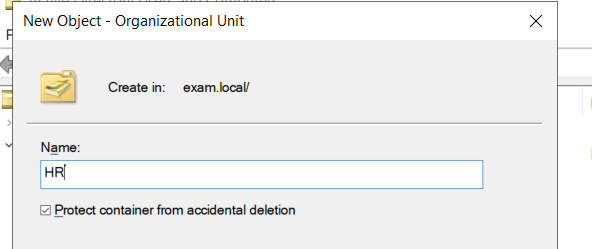 New Object - Organizational Unit
Create in: exam.local/
Name:
HR
Protect container from accidental deletion